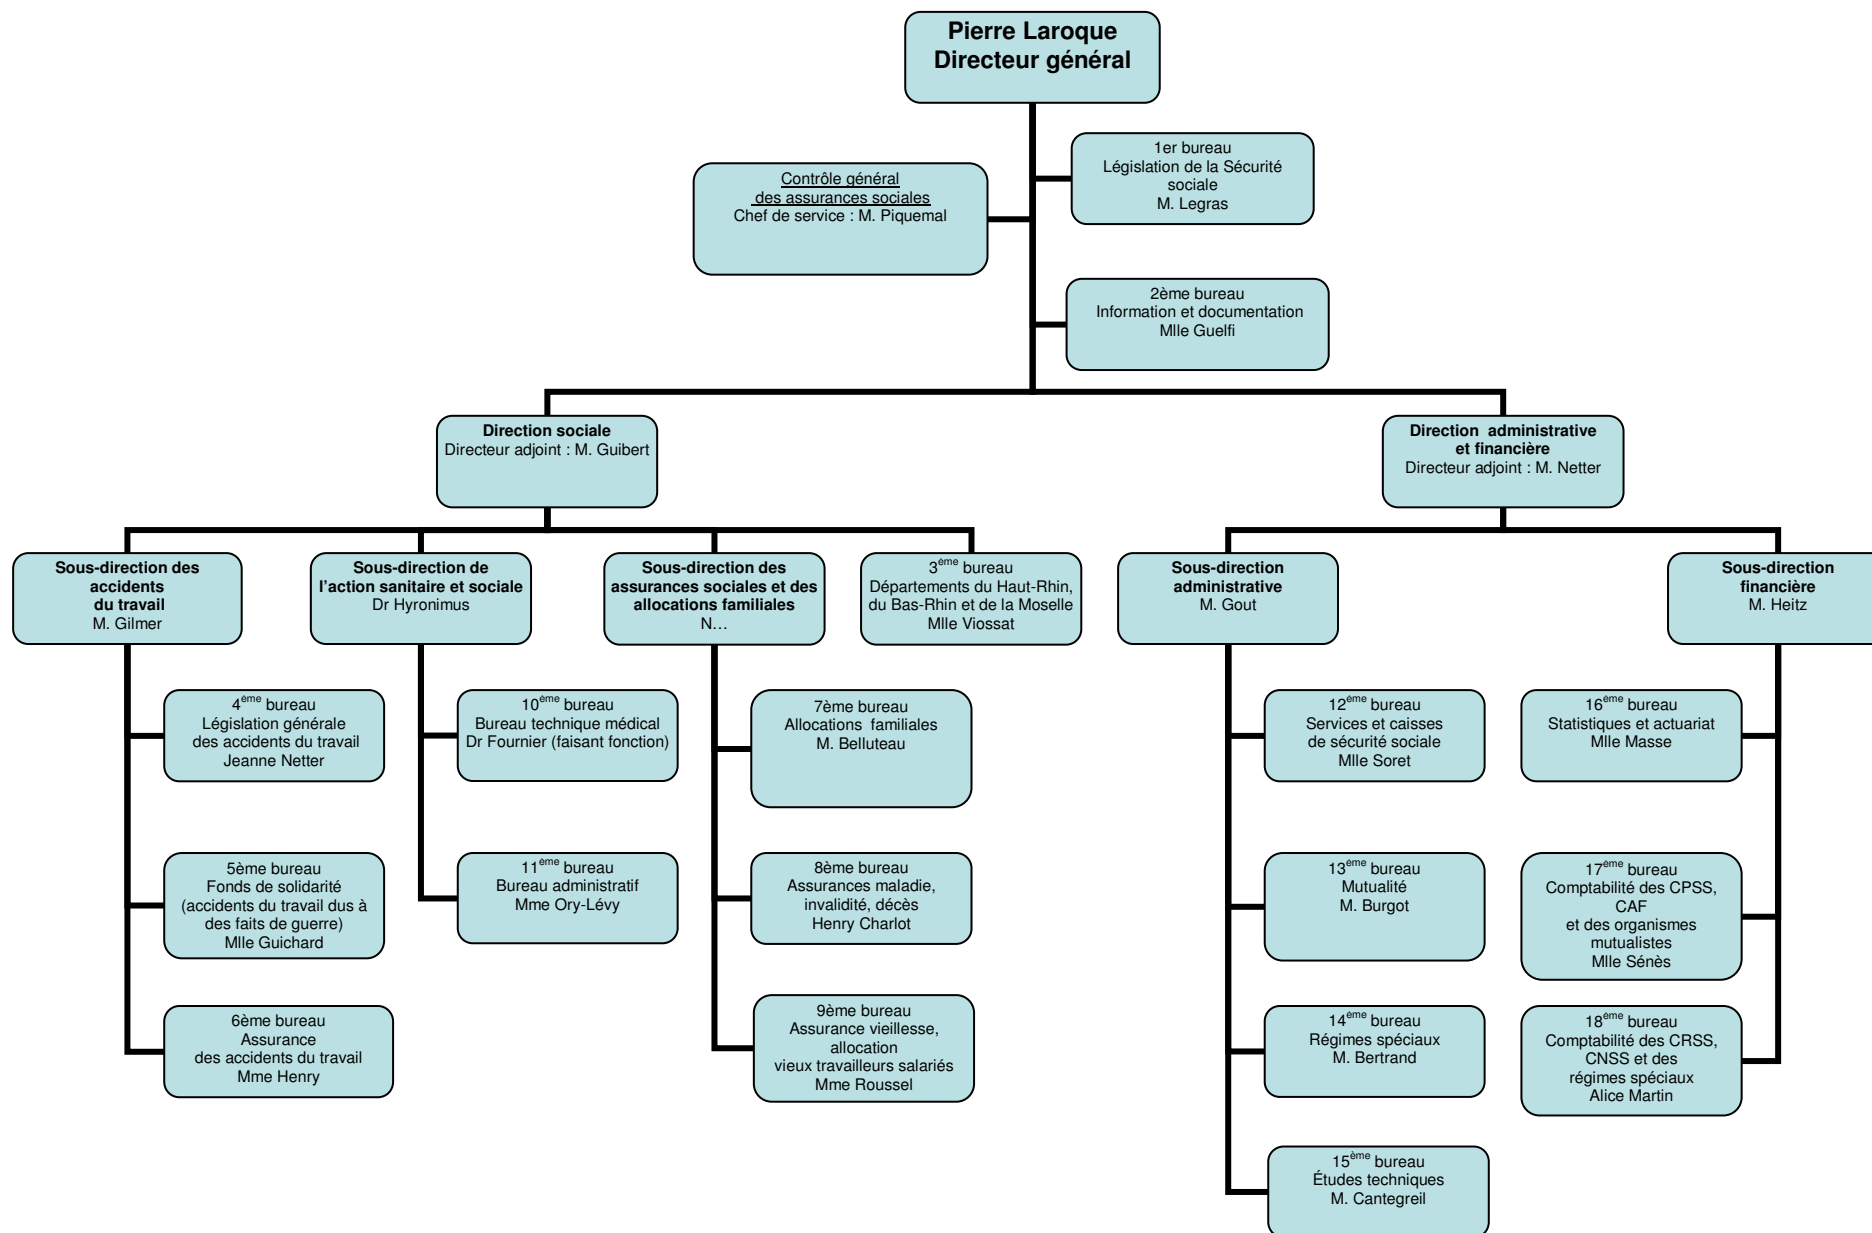 Pierre Laroque
Directeur général
1er bureau
Législation de la Sécurité
sociale
M. Legras
Contrôle général
des assurances sociales
Chef de service : M. Piquemal
2ème bureau
Information et documentation
Mlle Guelfi
Direction sociale
Directeur adjoint : M. Guibert
Direction administrative
et financière
Directeur adjoint : M. Netter
Sous-direction des
accidents
du travail
M. Gilmer
Sous-direction de
l’action sanitaire et sociale
Dr Hyronimus
Sous-direction des
assurances sociales et des
allocations familiales
N…
3ème bureau
Départements du Haut-Rhin,
du Bas-Rhin et de la Moselle
Mlle Viossat
Sous-direction
administrative
M. Gout
Sous-direction
financière
M. Heitz
4ème bureau
Législation générale
des accidents du travail
Jeanne Netter
10ème bureau
Bureau technique médical
Dr Fournier (faisant fonction)
7ème bureau
Allocations familiales
M. Belluteau
12ème bureau
Services et caisses
de sécurité sociale
Mlle Soret
16ème bureau
Statistiques et actuariat
Mlle Masse
5ème bureau
Fonds de solidarité
(accidents du travail dus à
des faits de guerre)
Mlle Guichard
11ème bureau
Bureau administratif
Mme Ory-Lévy
8ème bureau
Assurances maladie,
invalidité, décès
Henry Charlot
13ème bureau
Mutualité
M. Burgot
17ème bureau
Comptabilité des CPSS,
CAF
et des organismes
mutualistes
Mlle Sénès
6ème bureau
Assurance
des accidents du travail
Mme Henry
9ème bureau
Assurance vieillesse,
allocation
vieux travailleurs salariés
Mme Roussel
14ème bureau
Régimes spéciaux
M. Bertrand
18ème bureau
Comptabilité des CRSS,
CNSS et des
régimes spéciaux
Alice Martin
15ème bureau
Études techniques
M. Cantegreil